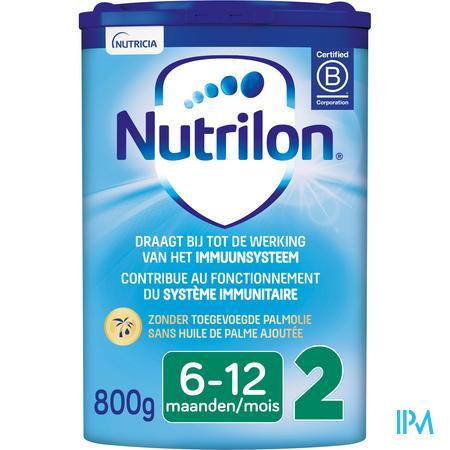 NUTRICIA
Certified
B
Corporation
Nutrilon®
DRAAGT BIJ TOT DE WERKING
VAN HET IMMUUNSYSTEEM
CONTRIBUE AU FONCTIONNEMENT
DU SYSTÈME IMMUNITAIRE
ZONDER TOEGEVOEGDE PALMOLIE
SANS HUILE DE PALME AJOUTÉE
800g
6-12
maanden/mois
2
IPM